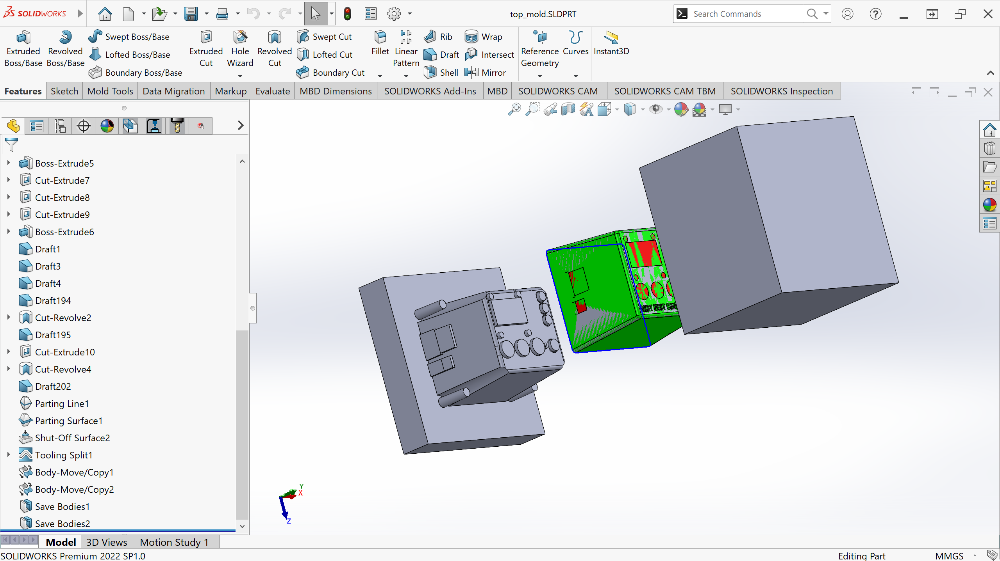 SOLIDWORKS
top_mold.SLDPRT
Search Commands
Extruded Boss/Base
Revolved Boss/Base
Swept Boss/Base
Lofted Boss/Base
Boundary Boss/Base
Extruded Cut
Hole Wizard
Revolved Cut
Swept Cut
Lofted Cut
Boundary Cut
Fillet
Linear Pattern
Rib
Draft
Shell
Wrap
Intersect
Mirror
Reference Geometry
Curves
Instant3D
Features
Sketch
Mold Tools
Data Migration
Markup
Evaluate
MBD Dimensions
SOLIDWORKS Add-Ins
MBD
SOLIDWORKS CAM
SOLIDWORKS CAM TBM
SOLIDWORKS Inspection
Boss-Extrude5
Cut-Extrude7
Cut-Extrude8
Cut-Extrude9
Boss-Extrude6
Draft1
Draft3
Draft4
Draft194
Cut-Revolve2
Draft195
Cut-Extrude10
Cut-Revolve4
Draft202
Parting Line1
Parting Surface1
Shut-Off Surface2
Tooling Split1
Body-Move/Copy1
Body-Move/Copy2
Save Bodies1
Save Bodies2
Y
X
Z
Model
3D Views
Motion Study 1
SOLIDWORKS Premium 2022 SP1.0
Editing Part
MMGS